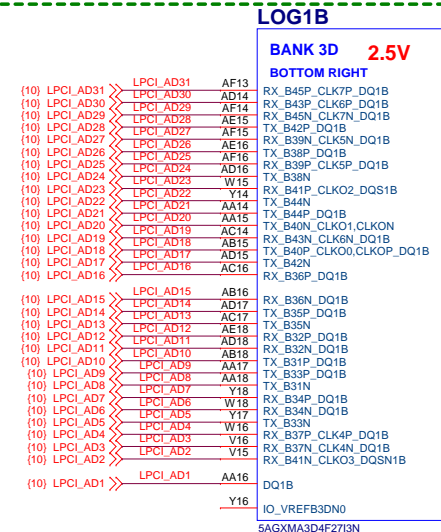 LOG1B
BANK 3D 2.5V
BOTTOM RIGHT
{10} LPCI_AD31 LPCI_AD31 AF13 RX_B45P_CLK7P_DQ1B
{10} LPCI_AD30 LPCI_AD30 AD14 RX_B43P_CLK6P_DQ1B
{10} LPCI_AD29 LPCI_AD29 AF14 RX_B45N_CLK7N_DQ1B
{10} LPCI_AD28 LPCI_AD28 AE15 TX_B42P_DQ1B
{10} LPCI_AD27 LPCI_AD27 AF15 RX_B39N_CLK5N_DQ1B
{10} LPCI_AD26 LPCI_AD26 AE16 TX_B38P_DQ1B
{10} LPCI_AD25 LPCI_AD25 AF16 RX_B39P_CLK5P_DQ1B
{10} LPCI_AD24 LPCI_AD24 AD16 TX_B38N
{10} LPCI_AD23 LPCI_AD23 W15 RX_B41P_CLKO2_DQS1B
{10} LPCI_AD22 LPCI_AD22 Y14 TX_B44N
{10} LPCI_AD21 LPCI_AD21 AA14 TX_B44P_DQ1B
{10} LPCI_AD20 LPCI_AD20 AA15 TX_B40N_CLKO1,CLKON
{10} LPCI_AD19 LPCI_AD19 AC14 RX_B43N_CLK6N_DQ1B
{10} LPCI_AD18 LPCI_AD18 AB15 TX_B40P_CLKO0,CLKOP_DQ1B
{10} LPCI_AD17 LPCI_AD17 AD15 TX_B42N
{10} LPCI_AD16 LPCI_AD16 AC16 RX_B36P_DQ1B
{10} LPCI_AD15 LPCI_AD15 AB16 RX_B36N_DQ1B
{10} LPCI_AD14 LPCI_AD14 AD17 TX_B35P_DQ1B
{10} LPCI_AD13 LPCI_AD13 AC17 TX_B35N
{10} LPCI_AD12 LPCI_AD12 AE18 RX_B32P_DQ1B
{10} LPCI_AD11 LPCI_AD11 AD18 RX_B32N_DQ1B
{10} LPCI_AD10 LPCI_AD10 AB18 TX_B31P_DQ1B
{10} LPCI_AD9 LPCI_AD9 AA17 TX_B33P_DQ1B
{10} LPCI_AD8 LPCI_AD8 AA18 TX_B31N
{10} LPCI_AD7 LPCI_AD7 Y18 RX_B34P_DQ1B
{10} LPCI_AD6 LPCI_AD6 W18 RX_B34N_DQ1B
{10} LPCI_AD5 LPCI_AD5 Y17 TX_B33N
{10} LPCI_AD4 LPCI_AD4 W16 RX_B37P_CLK4P_DQ1B
{10} LPCI_AD3 LPCI_AD3 V16 RX_B37N_CLK4N_DQ1B
{10} LPCI_AD2 LPCI_AD2 V15 RX_B41N_CLKO3_DQSN1B
{10} LPCI_AD1 LPCI_AD1 AA16 DQ1B
Y16 IO_VREFB3DN0
5AGXMA3D4F27I3N